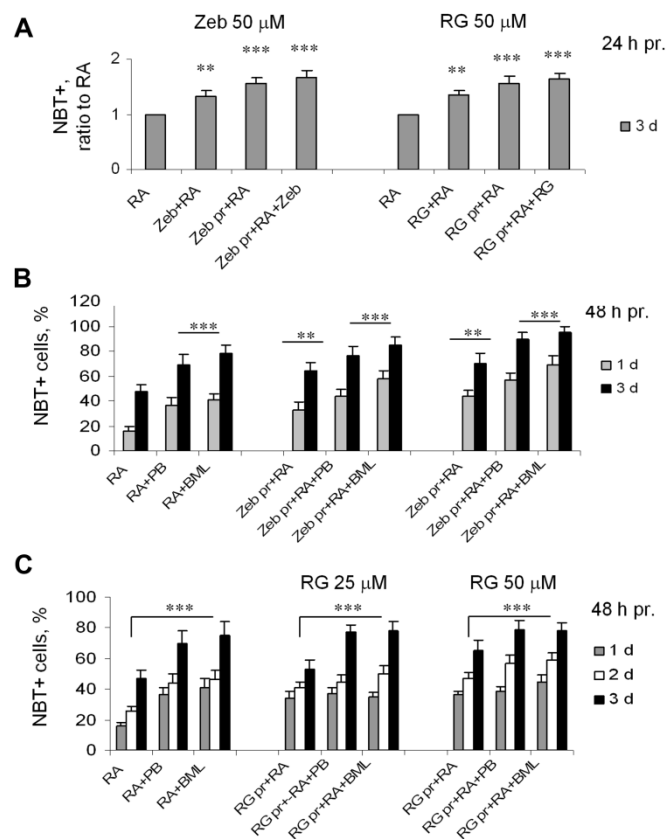 A
Zeb 50 µM
RG 50 µM
24 h pr.
** *** ***
** *** ***
NBT+,
ratio to RA
2
1
0
3 d
RA
Zeb+RA
Zeb pr+RA
Zeb pr+RA+Zeb
RA
RG+RA
RG pr+RA
RG pr+RA+RG
B
48 h pr.
***
** ***
** ***
NBT+ cells, %
120
100
80
60
40
20
0
1 d
3 d
RA
RA+PB
RA+BML
Zeb pr+RA
Zeb pr+RA+PB
Zeb pr+RA+BML
Zeb pr+RA
Zeb pr+RA+PB
Zeb pr+RA+BML
C
RG 25 µM
RG 50 µM
48 h pr.
*** *** ***
NBT+ cells, %
100
80
60
40
20
0
1 d
2 d
3 d
RA
RA+PB
RA+BML
RG pr+RA
RG pr+-RA+PB
RG pr+RA+BML
RG pr+RA
RG pr+RA+PB
RG pr+RA+BML